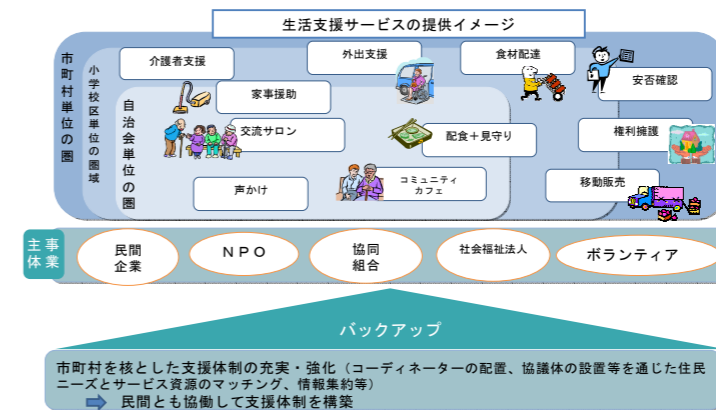 生活支援サービスの提供イメージ
市町村単位の圏
小学校区単位の圏域
自治会単位の圏
介護者支援
外出支援
食材配達
安否確認
家事援助
交流サロン
配食+見守り
権利擁護
声かけ
コミュニティ
カフェ
移動販売
事業
主体
民間
企業
NPO
協同
組合
社会福祉法人
ボランティア
バックアップ
市町村を核とした支援体制の充実・強化（コーディネーターの配置、協議体の設置等を通じた住民
ニーズとサービス資源のマッチング、情報集約等）
民間とも協働して支援体制を構築